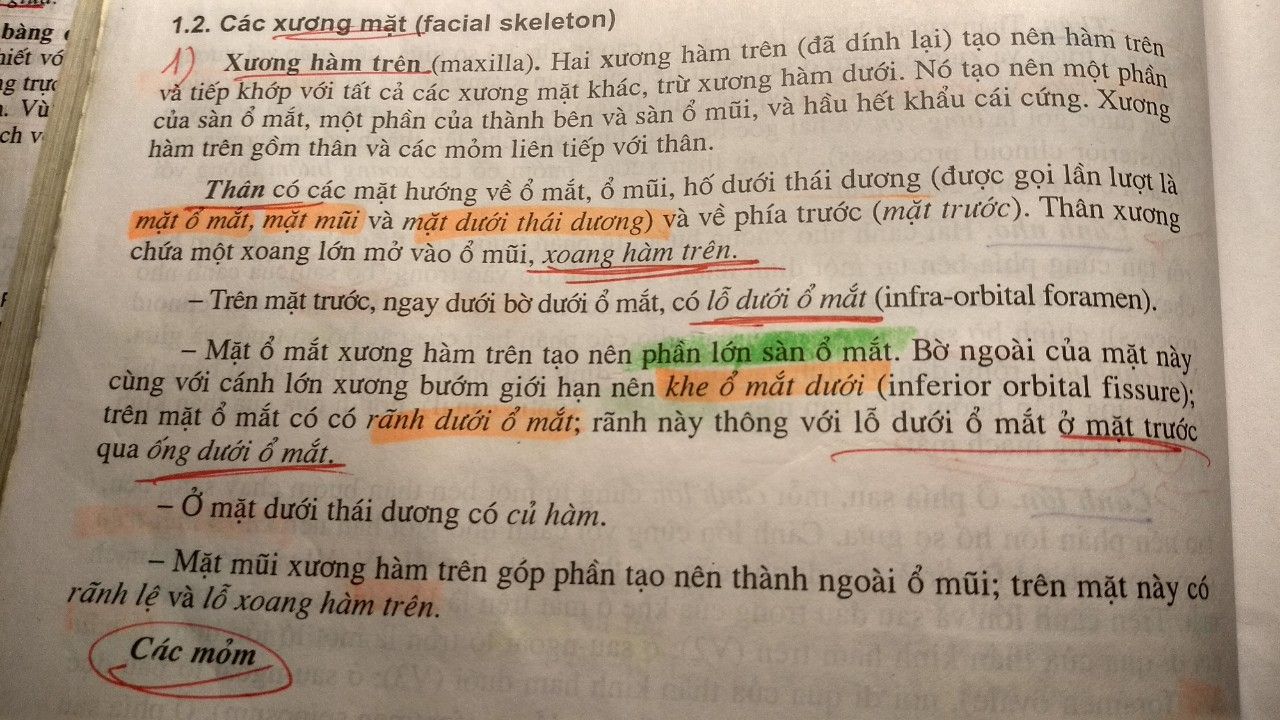 bàng
hiết vớ
ng trực
. Vù
ch v
1.2. Các xương mặt (facial skeleton)
1) Xương hàm trên (maxilla). Hai xương hàm trên (đã dính lại) tạo nên hàm trên
và tiếp khớp với tất cả các xương mặt khác, trừ xương hàm dưới. Nó tạo nên một phần
của sàn ổ mắt, một phần của thành bên và sàn ổ mũi, và hầu hết khẩu cái cứng. Xương
hàm trên gồm thân và các mỏm liên tiếp với thân.
Thân có các mặt hướng về ổ mắt, ổ mũi, hố dưới thái dương (được gọi lần lượt là
mặt ổ mắt, mặt mũi và mặt dưới thái dương) và về phía trước (mặt trước). Thân xương
chứa một xoang lớn mở vào ổ mũi, xoang hàm trên.
– Trên mặt trước, ngay dưới bờ dưới ổ mắt, có lỗ dưới ổ mắt (infra-orbital foramen).
– Mặt ổ mắt xương hàm trên tạo nên phần lớn sàn ổ mắt. Bờ ngoài của mặt này
cùng với cánh lớn xương bướm giới hạn nên khe ổ mắt dưới (inferior orbital fissure);
trên mặt ổ mắt có có rãnh dưới ổ mắt; rãnh này thông với lỗ dưới ổ mắt ở mặt trước
qua ống dưới ổ mắt.
– Ở mặt dưới thái dương có củ hàm.
– Mặt mũi xương hàm trên góp phần tạo nên thành ngoài ổ mũi; trên mặt này có
rãnh lệ và lỗ xoang hàm trên.
Các mỏm